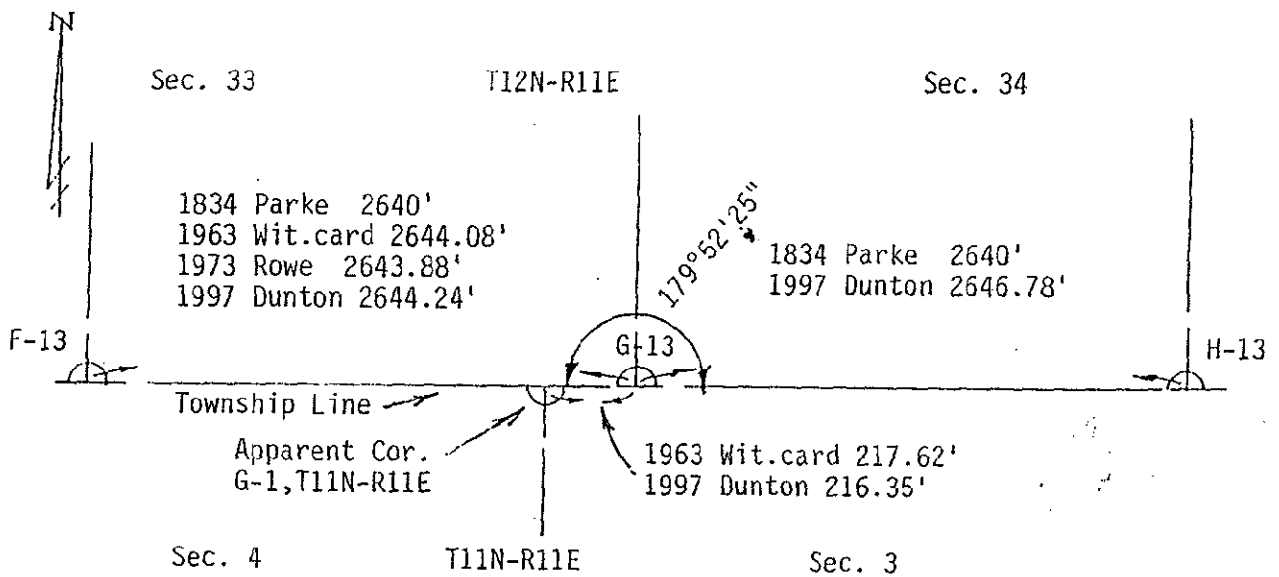 N
Sec. 33
T12N-R11E
Sec. 34
1834 Parke 2640'
1963 Wit.card 2644.08'
1973 Rowe 2643.88'
1997 Dunton 2644.24'
179°52'25"
1834 Parke 2640'
1997 Dunton 2646.78'
F-13
G-13
H-13
Township Line
Apparent Cor.
G-1,T11N-R11E
1963 Wit.card 217.62'
1997 Dunton 216.35'
Sec. 4
T11N-R11E
Sec. 3